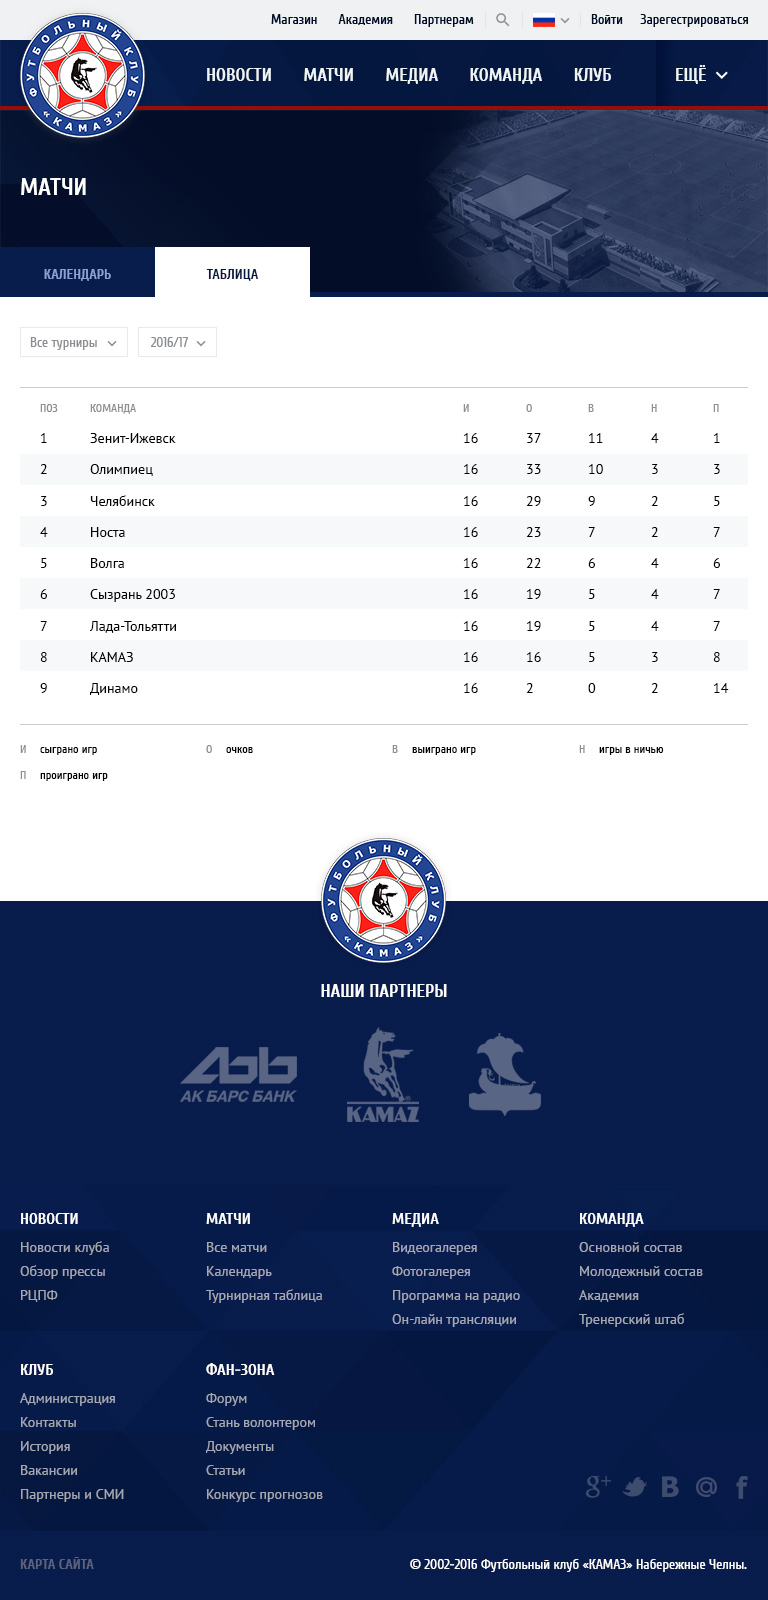 Магазин Академия Партнерам Войти Зарегестрироваться
ФУТБОЛЬНЫЙ КЛУБ «КАМАЗ»
НОВОСТИ МАТЧИ МЕДИА КОМАНДА КЛУБ ЕЩЁ
МАТЧИ
КАЛЕНДАРЬ ТАБЛИЦА
Все турниры 2016/17
ПОЗ КОМАНДА И О В Н П
1 Зенит-Ижевск 16 37 11 4 1
2 Олимпиец 16 33 10 3 3
3 Челябинск 16 29 9 2 5
4 Носта 16 23 7 2 7
5 Волга 16 22 6 4 6
6 Сызрань 2003 16 19 5 4 7
7 Лада-Тольятти 16 19 5 4 7
8 КАМАЗ 16 16 5 3 8
9 Динамо 16 2 0 2 14
И сыграно игр О очков В выиграно игр Н игры в ничью
П проиграно игр
ФУТБОЛЬНЫЙ КЛУБ «КАМАЗ»
НАШИ ПАРТНЕРЫ
АК БАРС БАНК
KAMAZ
НОВОСТИ МАТЧИ МЕДИА КОМАНДА
Новости клуба Все матчи Видеогалерея Основной состав
Обзор прессы Календарь Фотогалерея Молодежный состав
РЦПФ Турнирная таблица Программа на радио Академия
Он-лайн трансляции Тренерский штаб
КЛУБ ФАН-ЗОНА
Администрация Форум
Контакты Стань волонтером
История Документы
Вакансии Статьи
Партнеры и СМИ Конкурс прогнозов
КАРТА САЙТА © 2002-2016 Футбольный клуб «КАМАЗ» Набережные Челны.